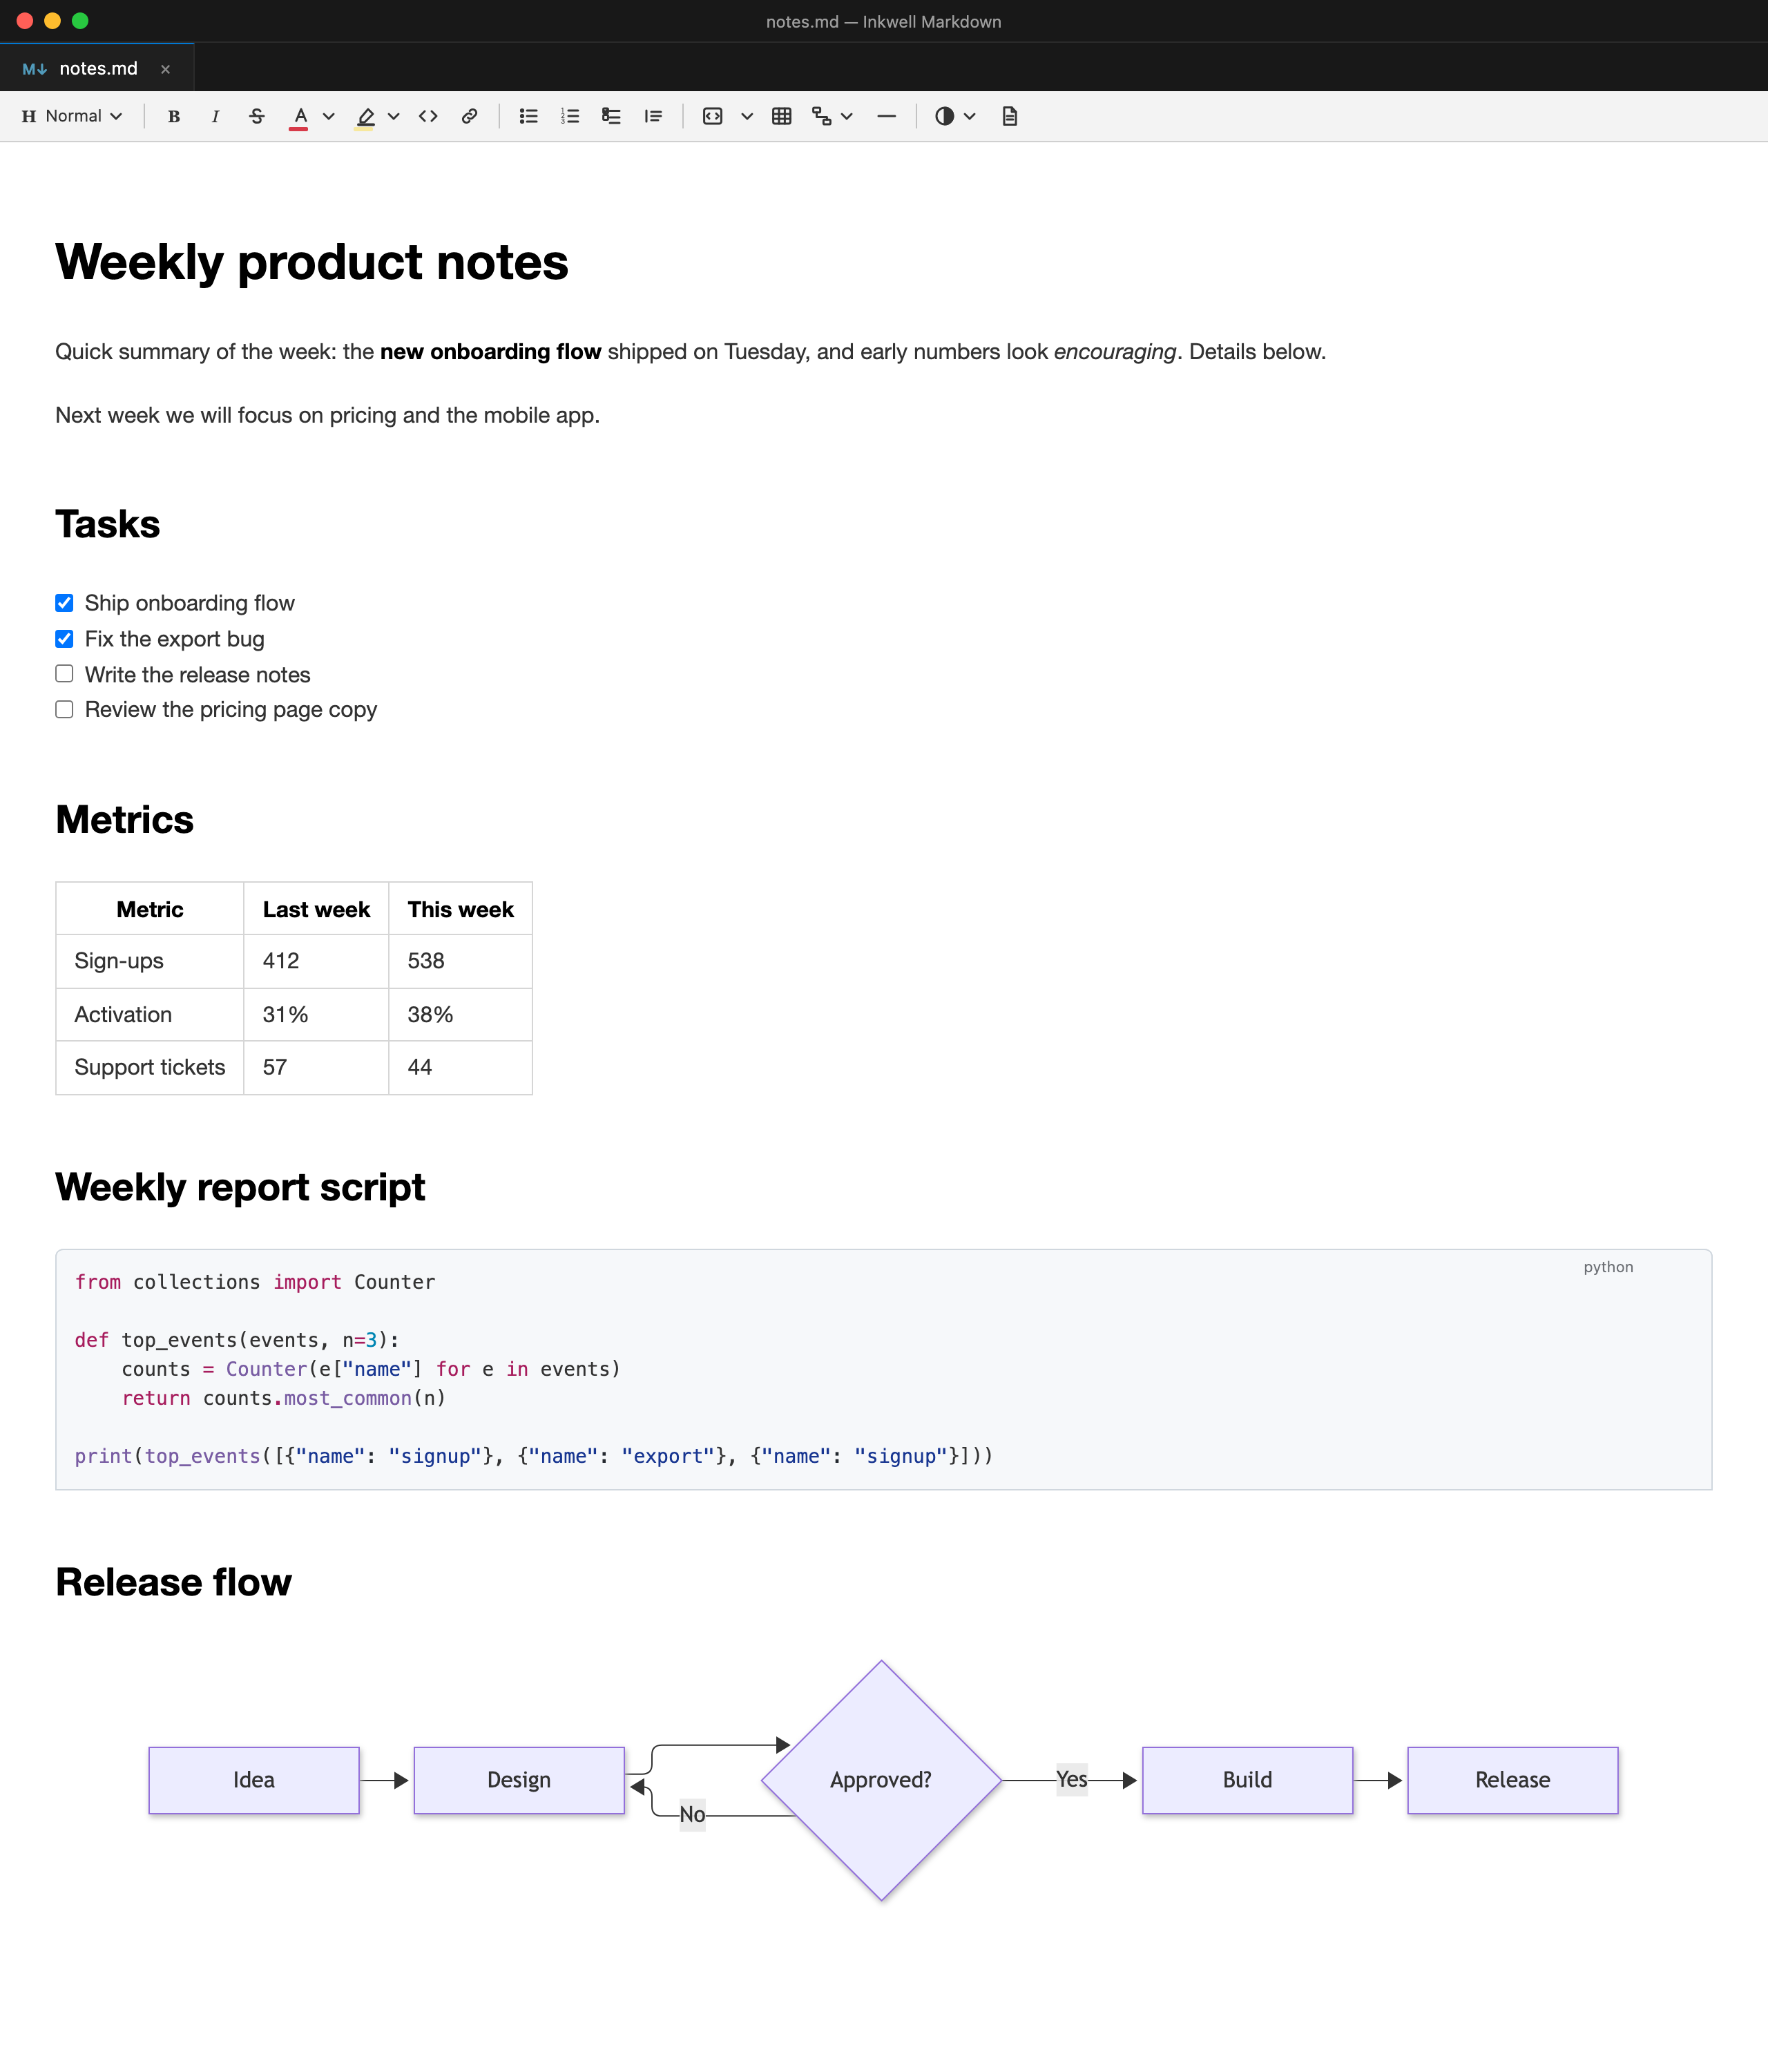 notes.md — Inkwell Markdown
M↓ notes.md ×
H Normal B I S A
Weekly product notes
Quick summary of the week: the new onboarding flow shipped on Tuesday, and early numbers look encouraging. Details below.
Next week we will focus on pricing and the mobile app.
Tasks
Ship onboarding flow
Fix the export bug
Write the release notes
Review the pricing page copy
Metrics
Metric Last week This week
Sign-ups 412 538
Activation 31% 38%
Support tickets 57 44
Weekly report script
python
from collections import Counter
def top_events(events, n=3):
    counts = Counter(e["name"] for e in events)
    return counts.most_common(n)
print(top_events([{"name": "signup"}, {"name": "export"}, {"name": "signup"}]))
Release flow
Idea Design Approved? Yes Build Release
No